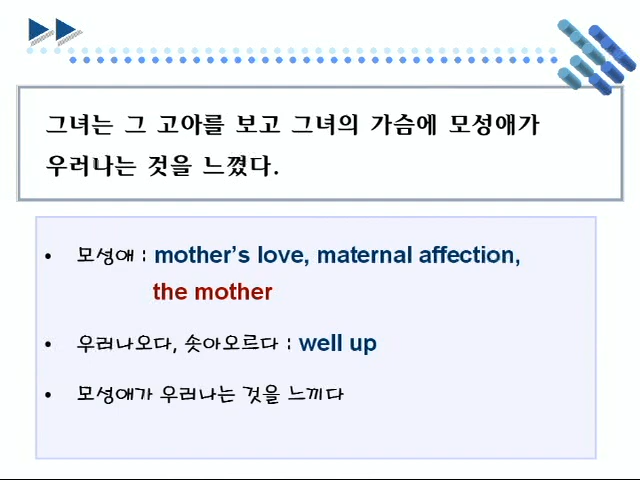 그녀는 그 고아를 보고 그녀의 가슴에 모성애가
우러나는 것을 느꼈다.
• 모성애 : mother's love, maternal affection,
the mother
• 우러나오다, 솟아오르다 : well up
• 모성애가 우러나는 것을 느끼다